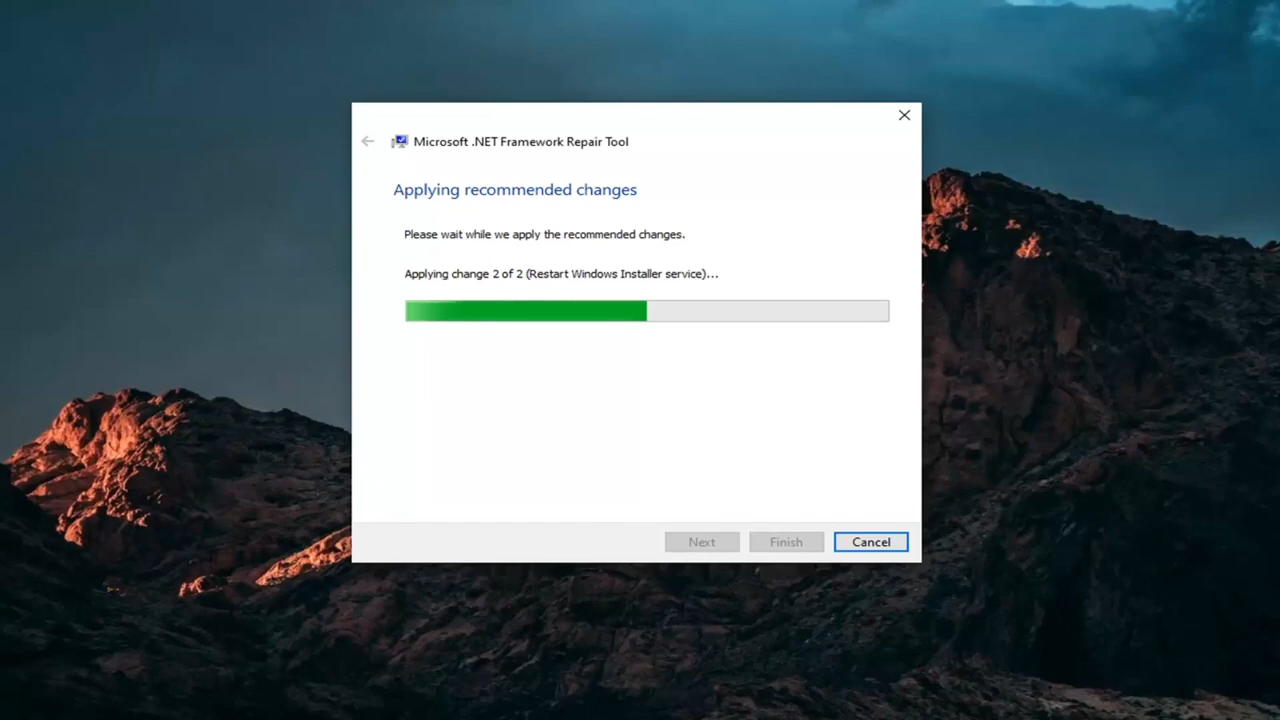 Microsoft .NET Framework Repair Tool
Applying recommended changes
Please wait while we apply the recommended changes.
Applying change 2 of 2 (Restart Windows Installer service)...
Next
Finish
Cancel